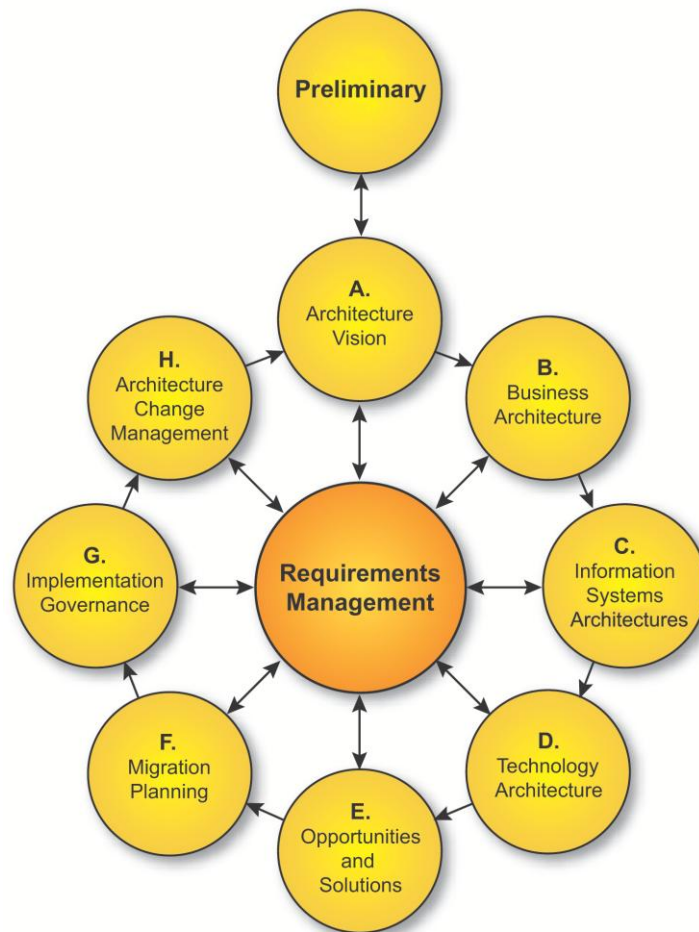 Preliminary
A.
Architecture
Vision
B.
Business
Architecture
C.
Information
Systems
Architectures
D.
Technology
Architecture
E.
Opportunities
and
Solutions
F.
Migration
Planning
G.
Implementation
Governance
H.
Architecture
Change
Management
Requirements
Management